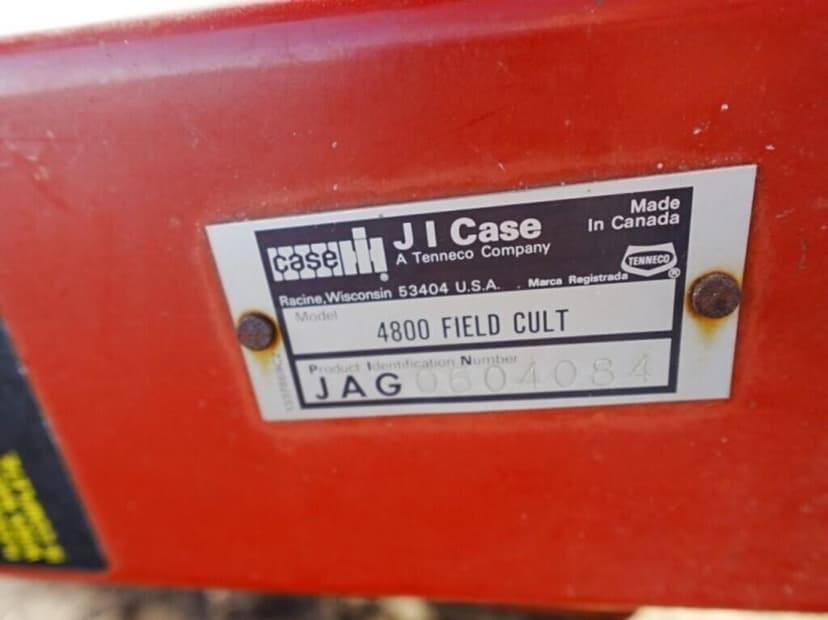 case IH
®
J I Case
A Tenneco Company
Made
In Canada
TENNECO
®
Racine, Wisconsin 53404 U.S.A. . Marca Registrada
Model
4800 FIELD CULT
Product Identification Number
JAG 0604084